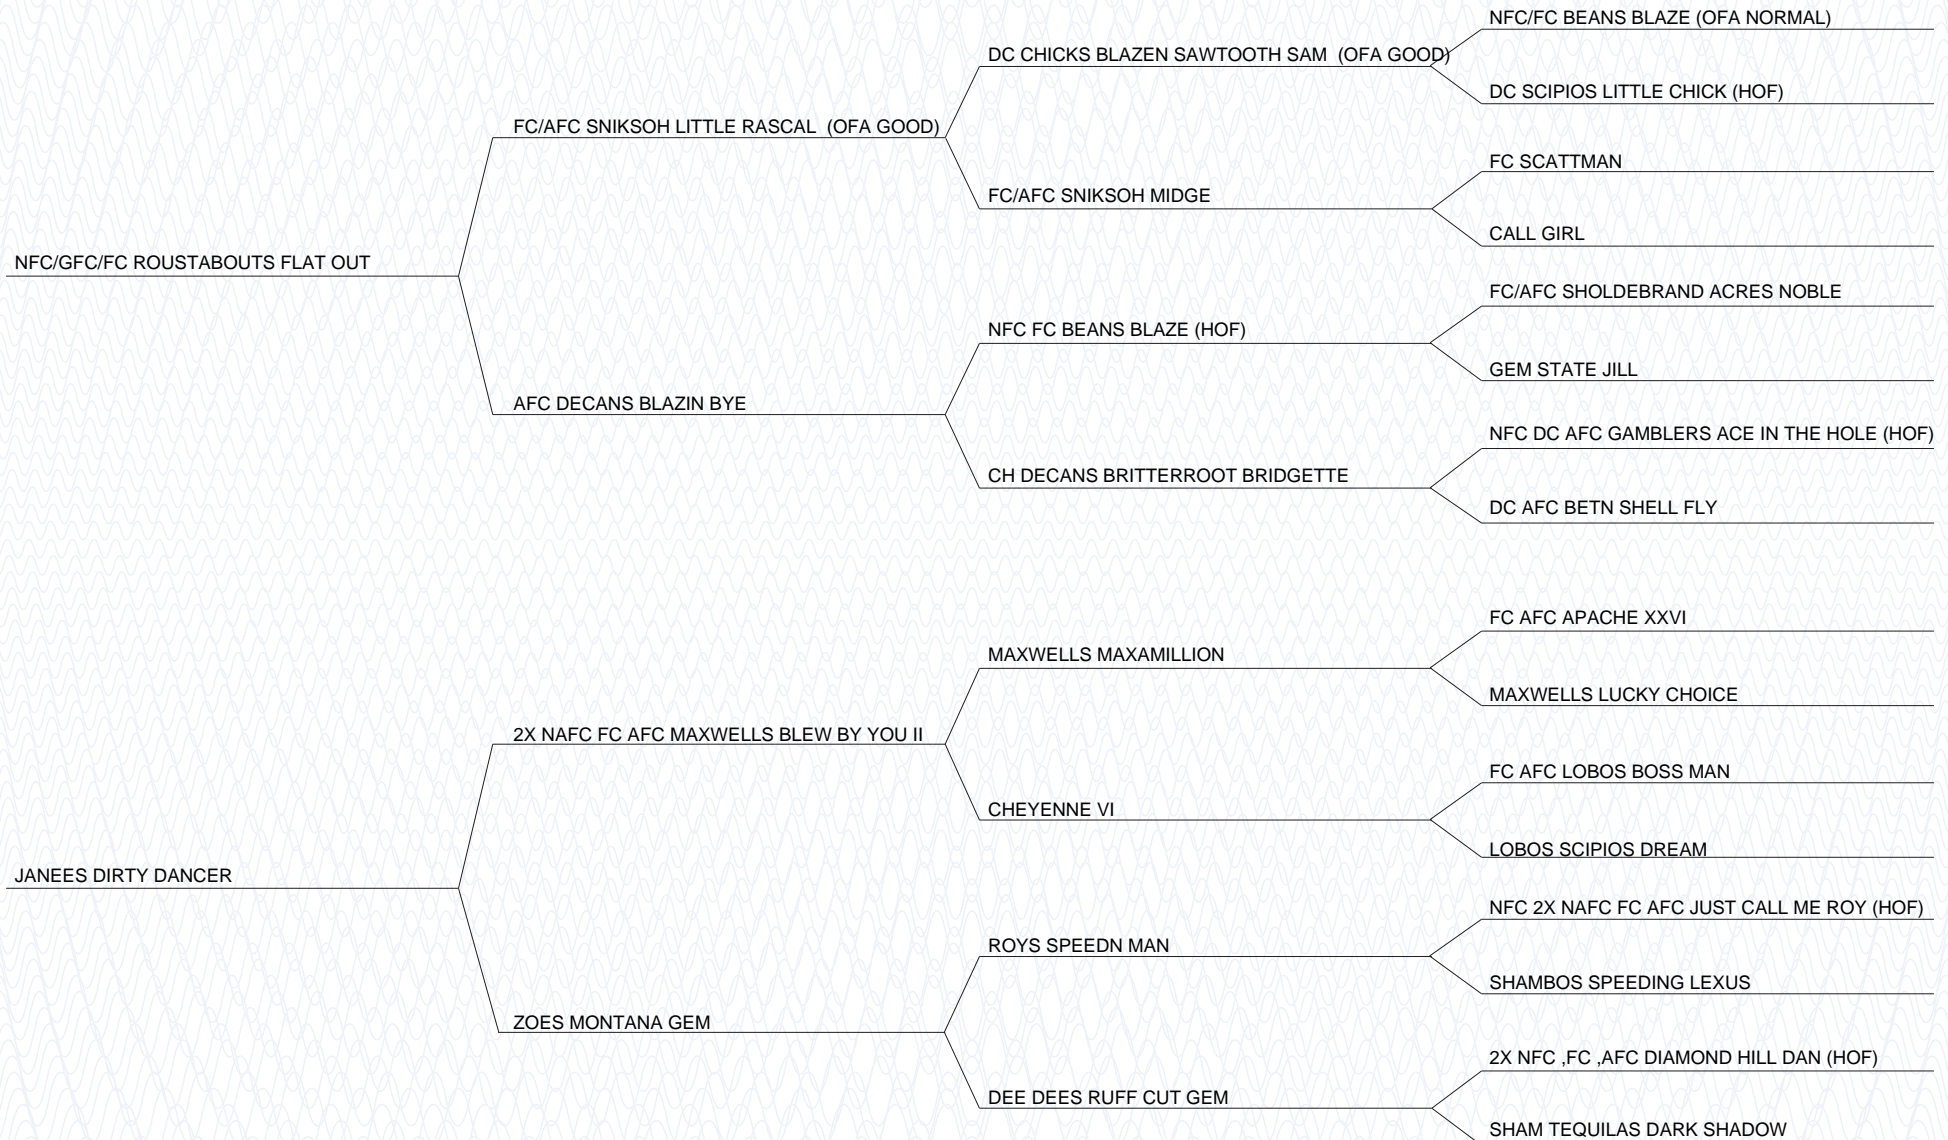 NFC/FC BEANS BLAZE (OFA NORMAL)
DC CHICKS BLAZEN SAWTOOTH SAM  (OFA GOOD)
DC SCIPIOS LITTLE CHICK (HOF)
FC/AFC SNIKSOH LITTLE RASCAL  (OFA GOOD)
FC SCATTMAN
FC/AFC SNIKSOH MIDGE
CALL GIRL
NFC/GFC/FC ROUSTABOUTS FLAT OUT
FC/AFC SHOLDEBRAND ACRES NOBLE
NFC FC BEANS BLAZE (HOF)
GEM STATE JILL
AFC DECANS BLAZIN BYE
NFC DC AFC GAMBLERS ACE IN THE HOLE (HOF)
CH DECANS BRITTERROOT BRIDGETTE
DC AFC BETN SHELL FLY
FC AFC APACHE XXVI
MAXWELLS MAXAMILLION
MAXWELLS LUCKY CHOICE
2X NAFC FC AFC MAXWELLS BLEW BY YOU II
FC AFC LOBOS BOSS MAN
CHEYENNE VI
LOBOS SCIPIOS DREAM
JANEES DIRTY DANCER
NFC 2X NAFC FC AFC JUST CALL ME ROY (HOF)
ROYS SPEEDN MAN
SHAMBOS SPEEDING LEXUS
ZOES MONTANA GEM
2X NFC ,FC ,AFC DIAMOND HILL DAN (HOF)
DEE DEES RUFF CUT GEM
SHAM TEQUILAS DARK SHADOW